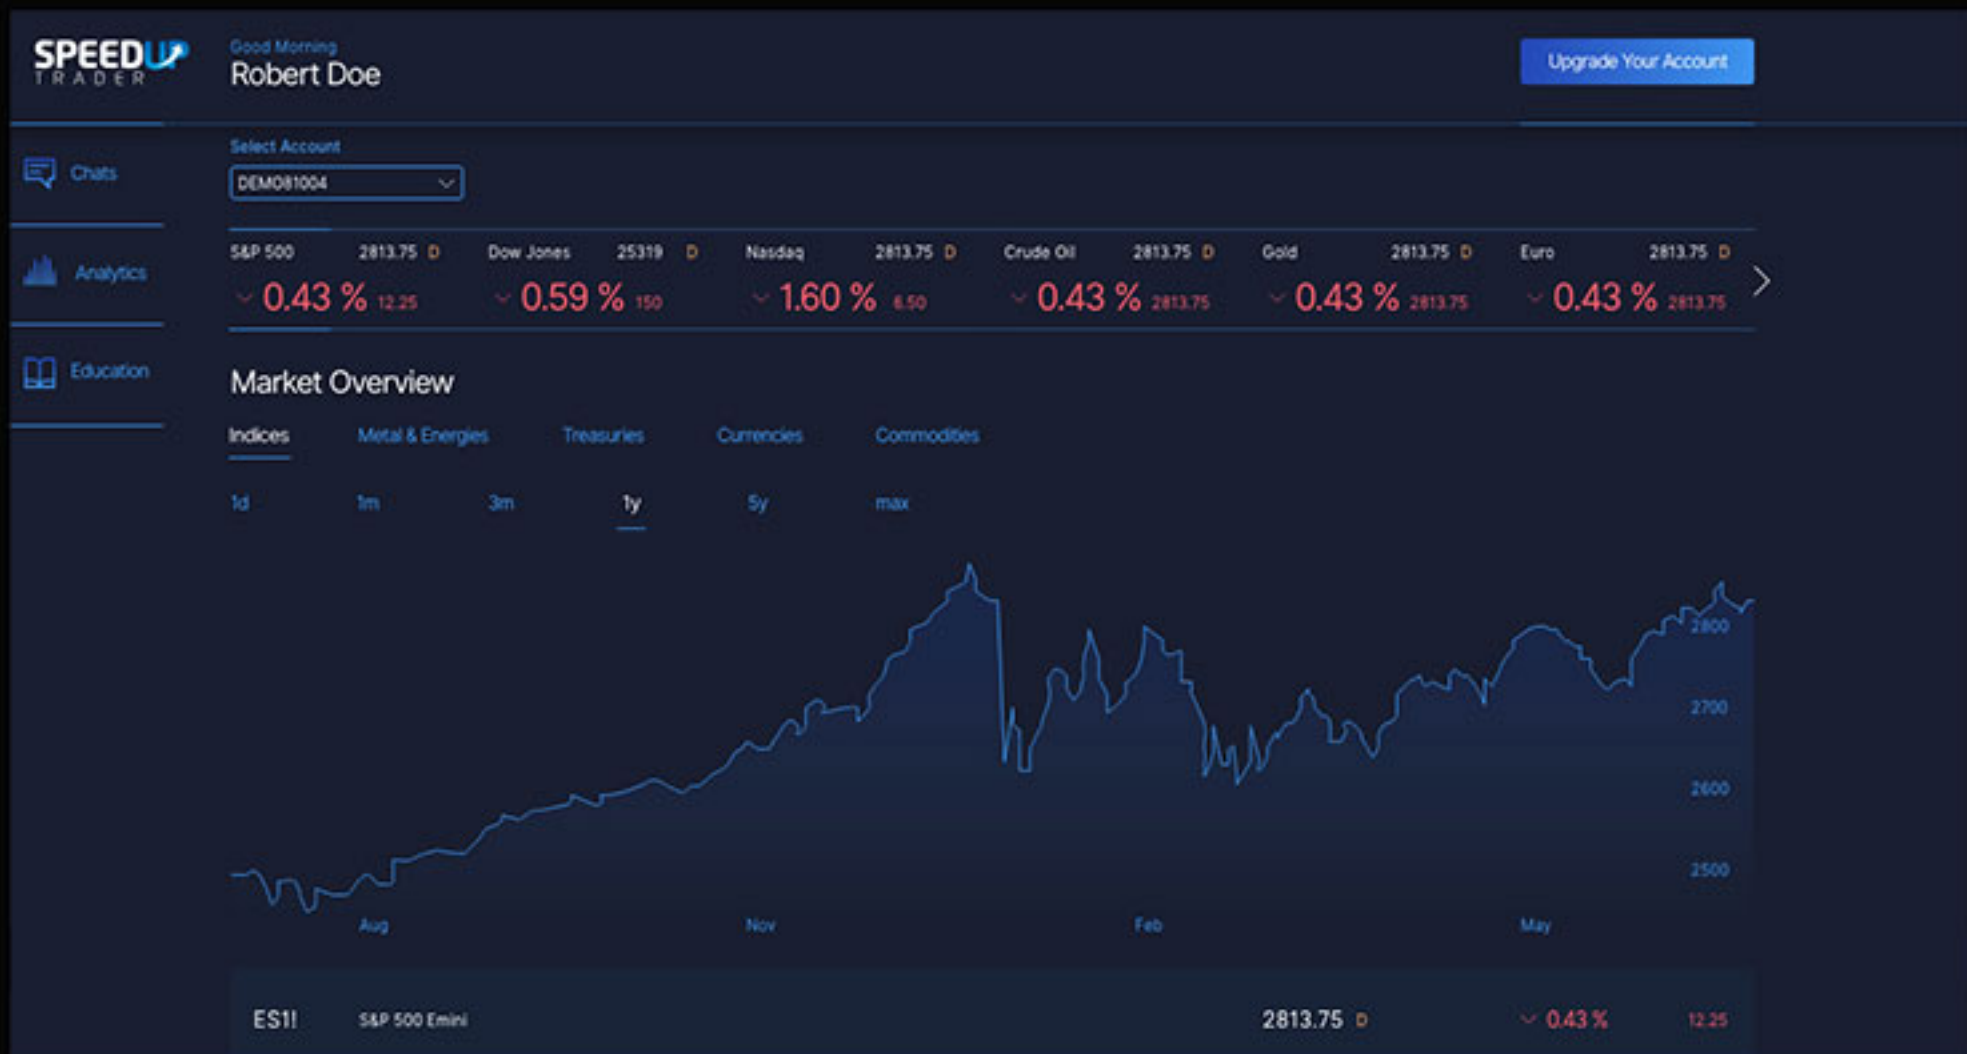 SPEEDUP
TRADER
Good Morning
Robert Doe
Upgrade Your Account
Chats
Analytics
Education
Select Account
DEMO81004
S&P 500 2813.75 D
0.43 % 12.25
Dow Jones 25319 D
0.59 % 150
Nasdaq 2813.75 D
1.60 % 6.50
Crude Oil 2813.75 D
0.43 % 2813.75
Gold 2813.75 D
0.43 % 2813.75
Euro 2813.75 D
0.43 % 2813.75
Market Overview
Indices Metal & Energies Treasuries Currencies Commodities
1d 1m 3m 1y 5y max
2800
2700
2600
2500
Aug Nov Feb May
ES1! S&P 500 Emini 2813.75 D 0.43 % 12.25